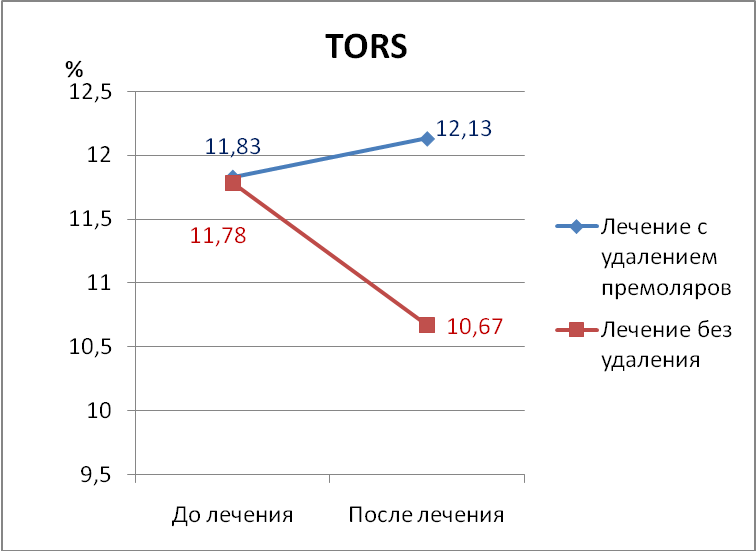 TORS
%
12,5
12
11,5
11
10,5
10
9,5
11,83
12,13
11,78
10,67
До лечения
После лечения
Лечение с
удалением
премоляров
Лечение без
удаления